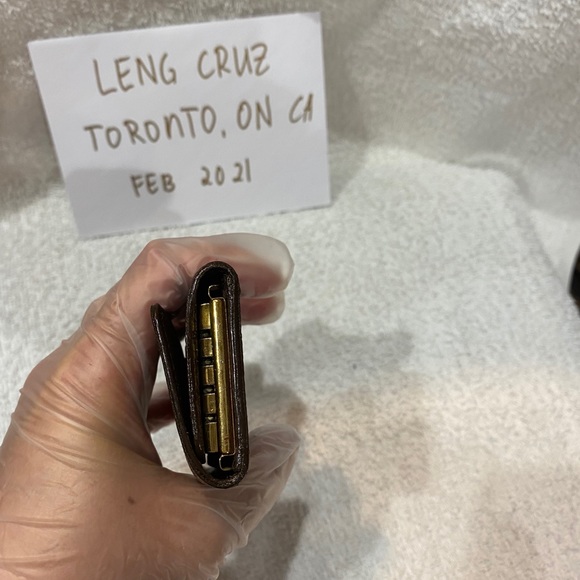 LENG CRUZ
TORONTO, ON CA
FEB 2021